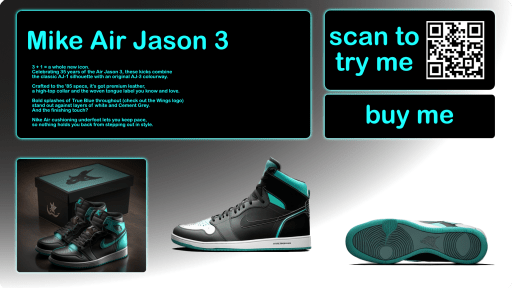 Mike Air Jason 3
3 + 1 = a whole new icon.
Celebrating 35 years of the Air Jason 3, these kicks combine
the classic AJ-1 silhouette with an original AJ-3 colourway.
Crafted to the '85 specs, it's got premium leather,
a high-top collar and the woven tongue label you know and love.
Bold splashes of True Blue throughout (check out the Wings logo)
stand out against layers of white and Cement Grey.
And the finishing touch?
Nike Air cushioning underfoot lets you keep pace,
so nothing holds you back from stepping out in style.
scan to
try me
buy me